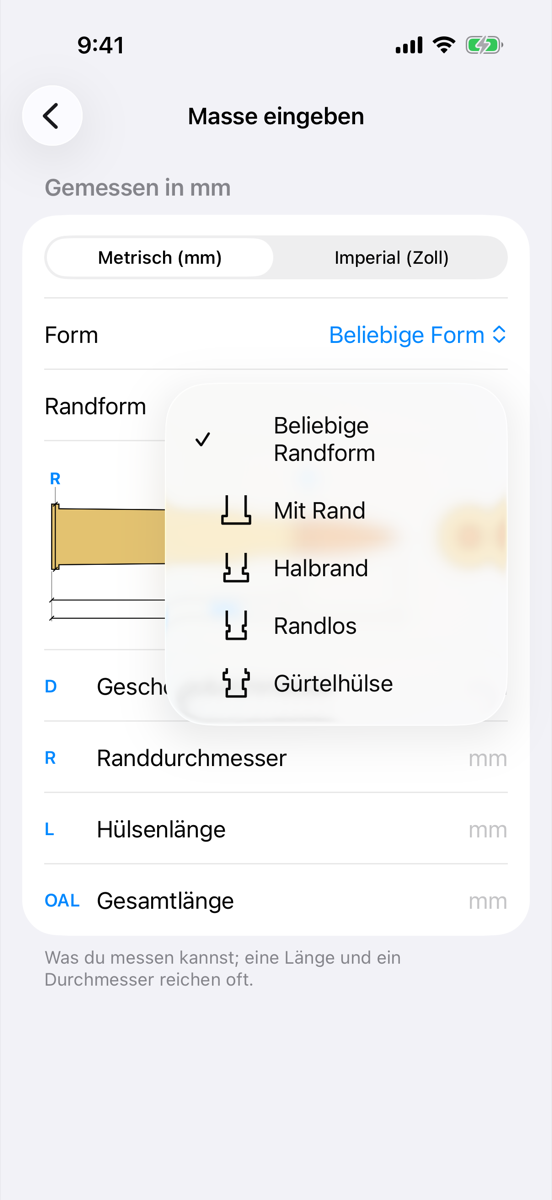 9:41
Masse eingeben
Gemessen in mm
Metrisch (mm)
Imperial (Zoll)
Form
Beliebige Form
Randform
Beliebige
Randform
Mit Rand
Halbrand
Randlos
Gürtelhülse
R
D
R
Randdurchmesser
mm
L
Hülsenlänge
mm
OAL
Gesamtlänge
mm
Was du messen kannst; eine Länge und ein
Durchmesser reichen oft.